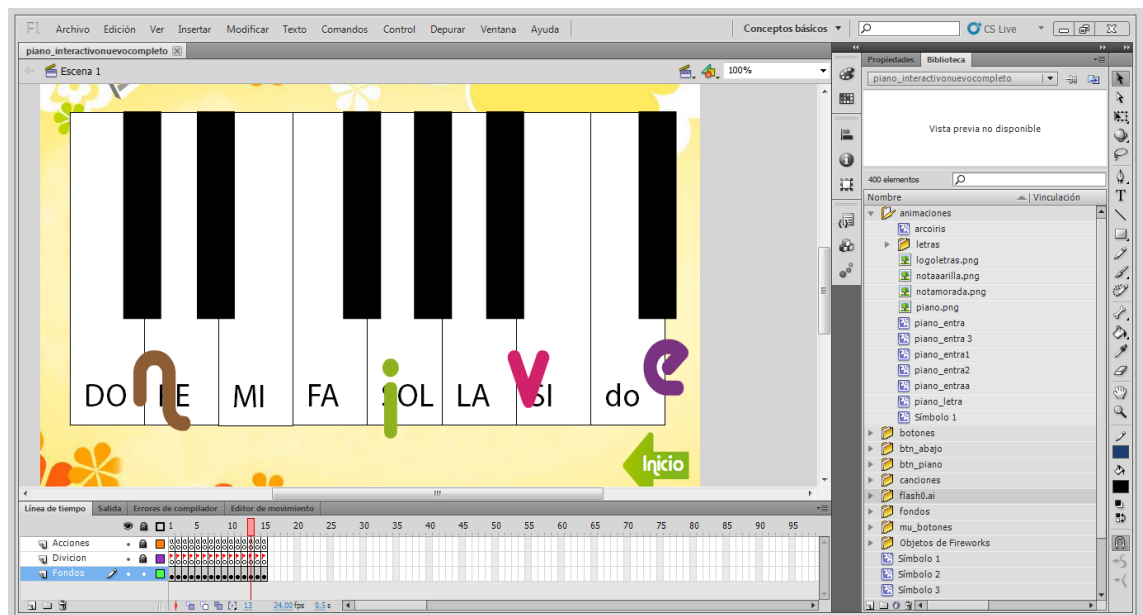 Fl Archivo Edición Ver Insertar Modificar Texto Comandos Control Depurar Ventana Ayuda Conceptos básicos CS Live
piano_interactivonuevocompleto
Escena 1 100%
DO RE MI FA SOL LA SI do
n i v e
Inicio
Línea de tiempo Salida Errores de compilador Editor de movimiento
1 5 10 15 20 25 30 35 40 45 50 55 60 65 70 75 80 85 90 95
Acciones
Division
Fondos
13 24.00 fps 0.5 s
Propiedades Biblioteca
piano_interactivonuevocompleto
Vista previa no disponible
400 elementos
Nombre Vinculación
animaciones
arcoiris
letras
logoletras.png
notaaarilla.png
notamorada.png
piano.png
piano_entra
piano_entra 3
piano_entra1
piano_entra2
piano_entraa
piano_letra
Símbolo 1
botones
btn_abajo
btn_piano
canciones
flash0.ai
fondos
mu_botones
Objetos de Fireworks
Símbolo 1
Símbolo 2
Símbolo 3